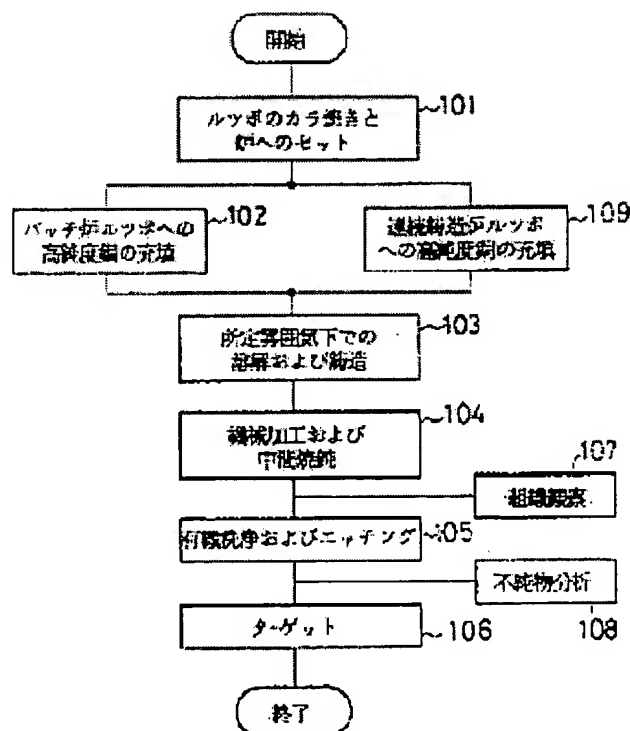 開始
ルツボのカラ焼きと
炉へのセット
101
バッチ炉ルツボへの
高純度銅の充填
102
連続鋳造炉ルツボ
への高純度銅の充填
109
所定雰囲気下での
溶解および鋳造
103
機械加工および
中間焼鈍
104
組織観察
107
有機洗浄およびエッチング
105
不純物分析
108
ターゲット
106
終了